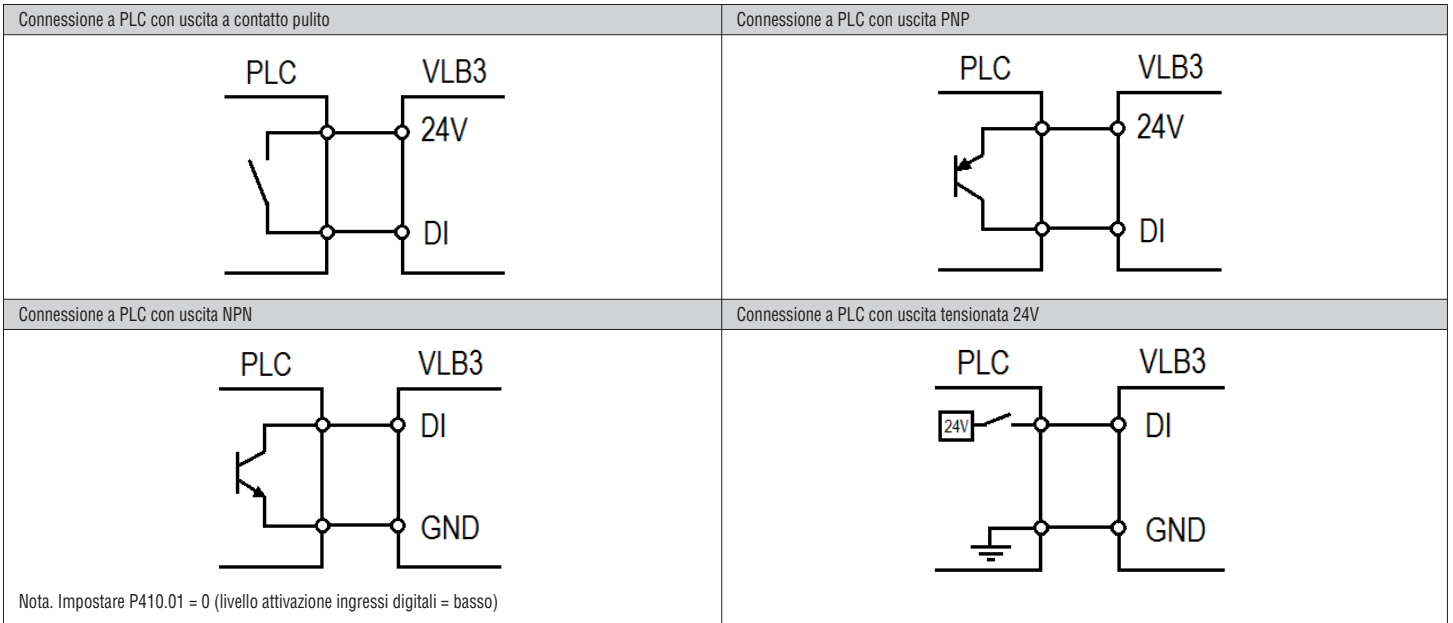 Connessione a PLC con uscita a contatto pulito
PLC VLB3
24V
DI
Connessione a PLC con uscita PNP
PLC VLB3
24V
DI
Connessione a PLC con uscita NPN
PLC VLB3
DI
GND
Nota. Impostare P410.01 = 0 (livello attivazione ingressi digitali = basso)
Connessione a PLC con uscita tensionata 24V
PLC VLB3
24V DI
GND